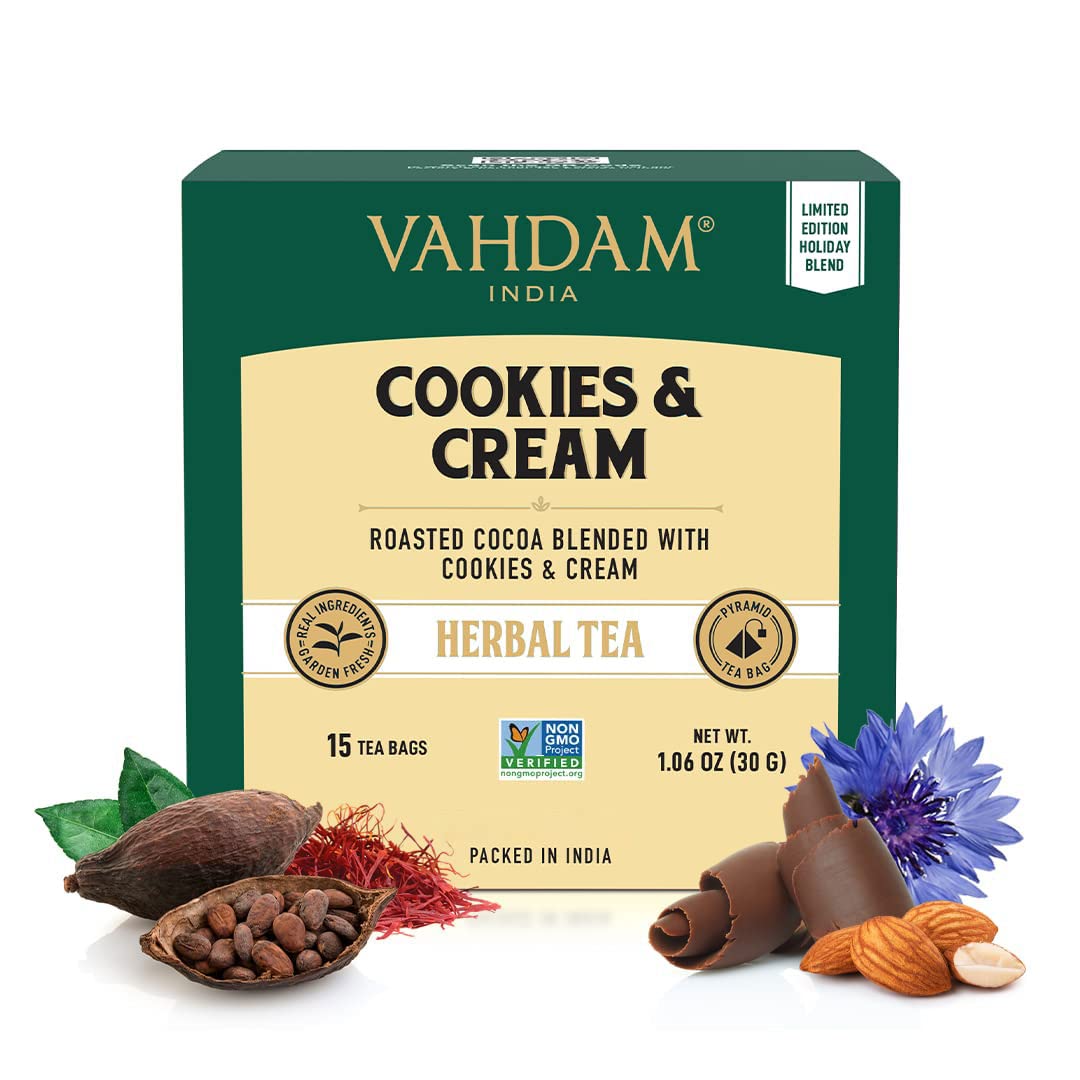 VAHDAM®
INDIA
LIMITED
EDITION
HOLIDAY
BLEND
COOKIES &
CREAM
ROASTED COCOA BLENDED WITH
COOKIES & CREAM
REAL INGREDIENTS
GARDEN FRESH
HERBAL TEA
PYRAMID
TEA BAG
15 TEA BAGS
NON
GMO
Project
VERIFIED
nongmoproject.org
NET WT.
1.06 OZ (30 G)
PACKED IN INDIA